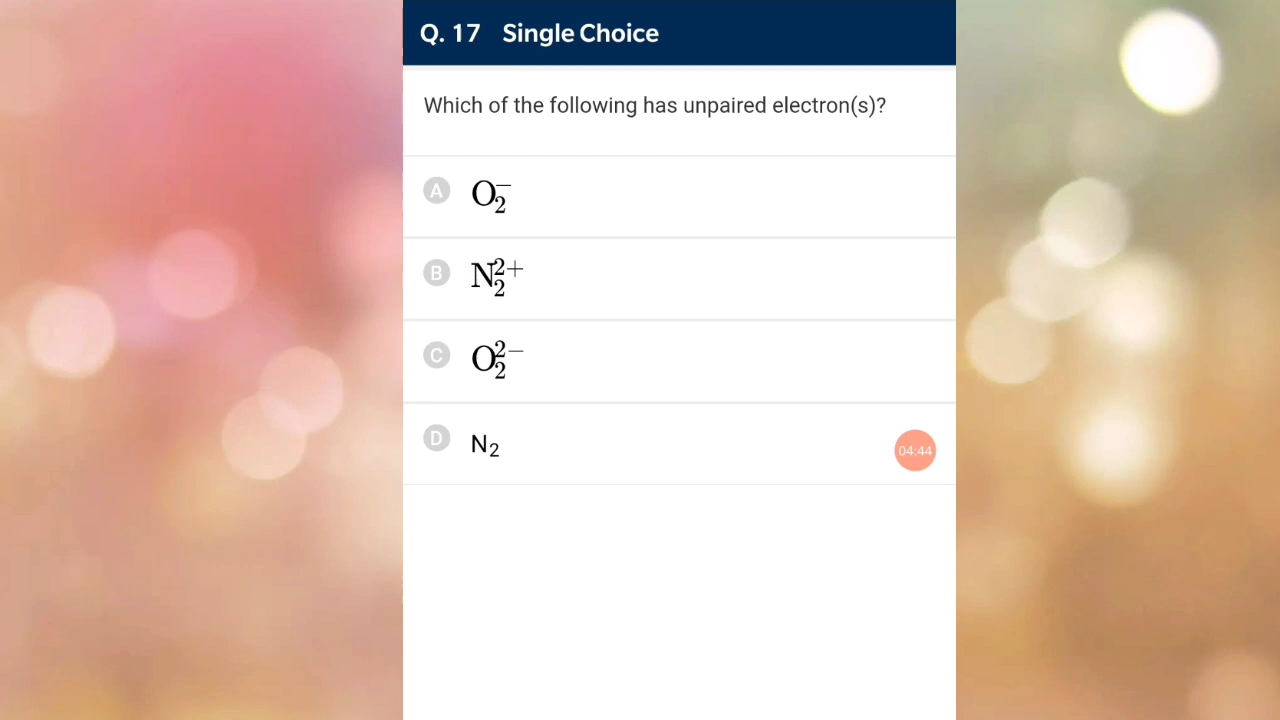 Q. 17 Single Choice
Which of the following has unpaired electron(s)?
A O₂⁻
B N₂²⁺
C O₂²⁻
D N₂
04:44